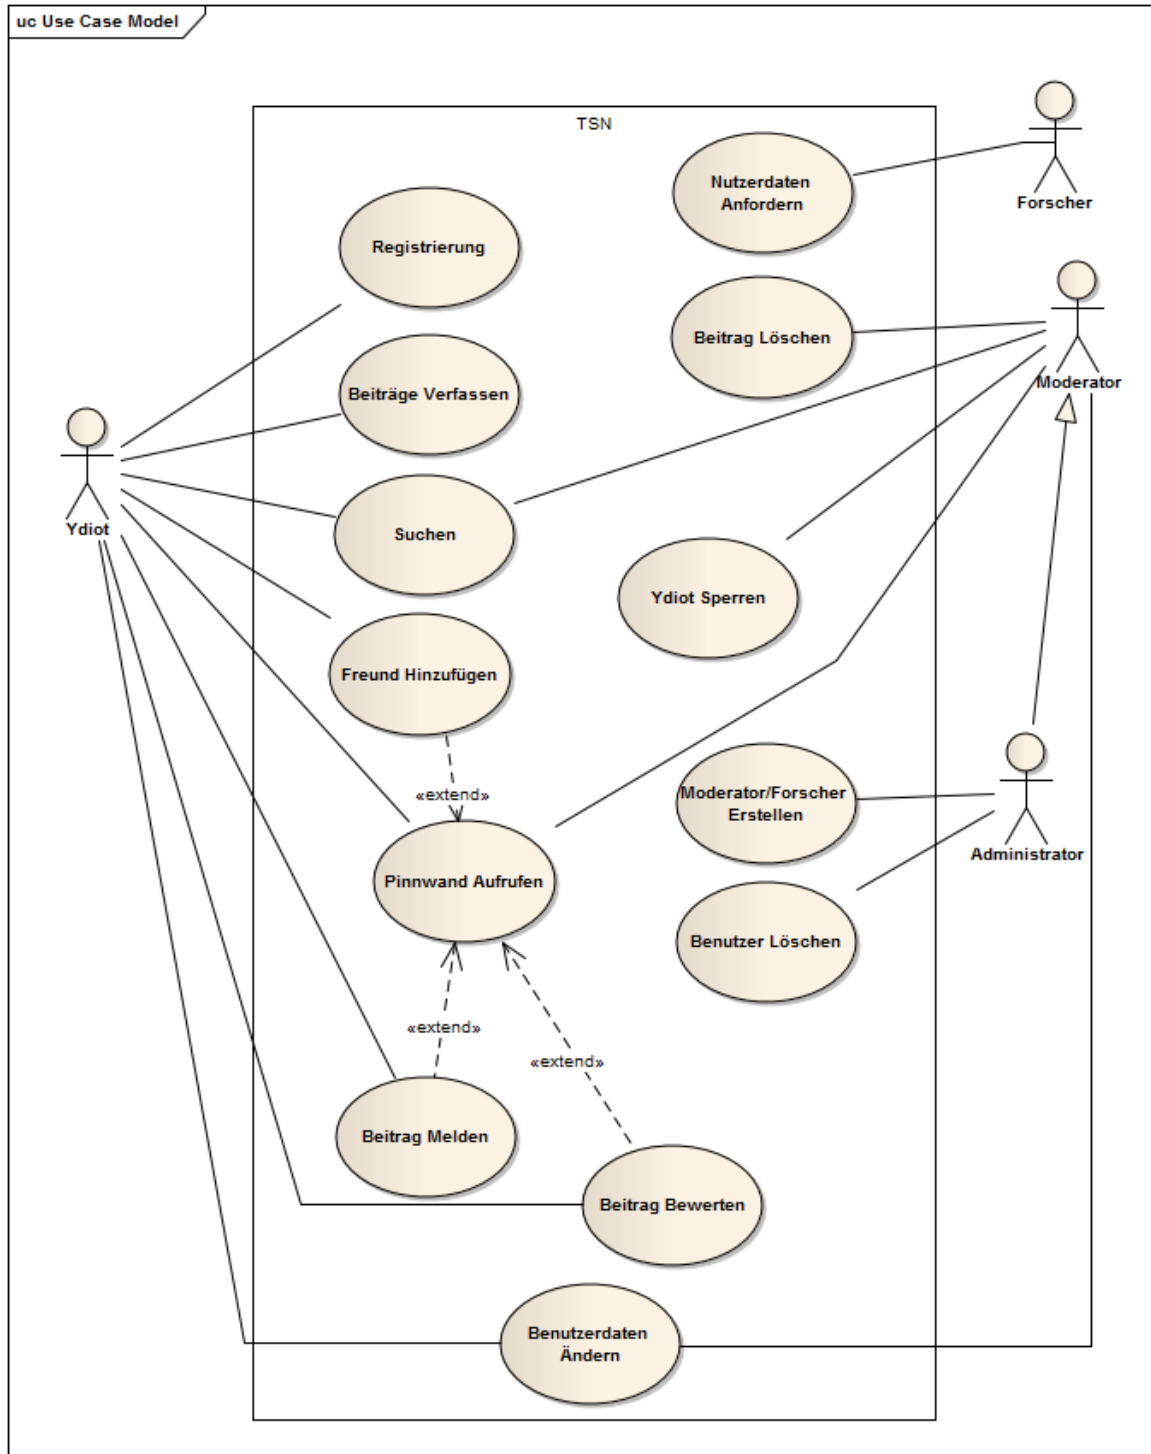 uc Use Case Model
TSN
Forscher
Nutzerdaten
Anfordern
Registrierung
Beitrag Löschen
Moderator
Beiträge Verfassen
Ydiot
Suchen
Ydiot Sperren
Freund Hinzufügen
«extend»
Moderator/Forscher
Erstellen
Administrator
Pinnwand Aufrufen
Benutzer Löschen
«extend»
«extend»
Beitrag Melden
Beitrag Bewerten
Benutzerdaten
Ändern